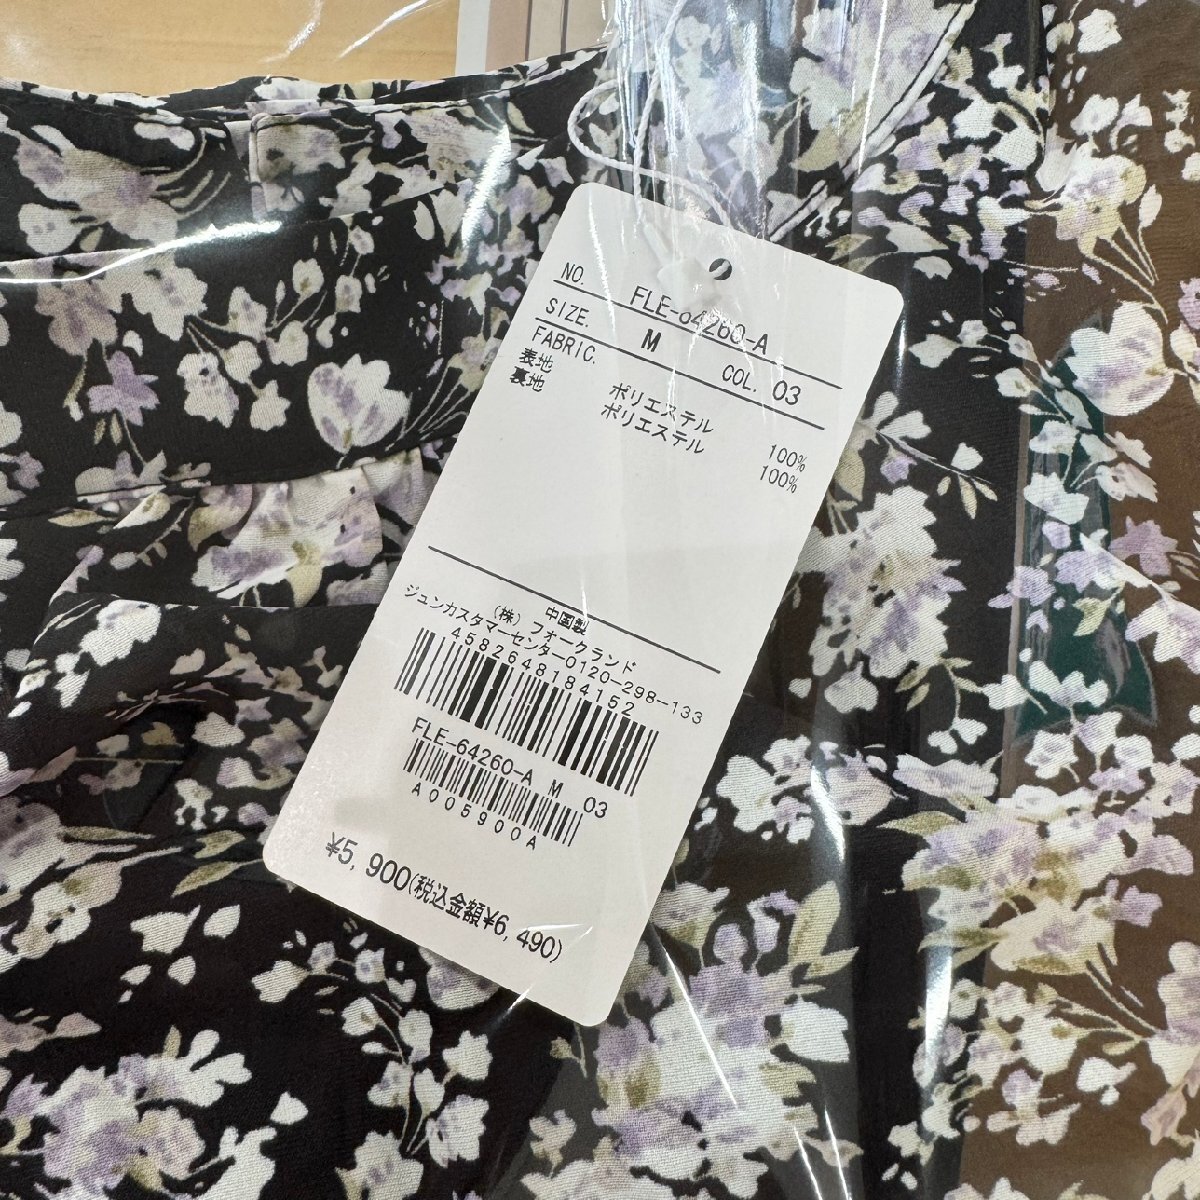 NO. FLE-64260-A
SIZE. M COL. 03
FABRIC.
表地 ポリエステル 100%
裏地 ポリエステル 100%
中国製
(株) フォークランド
ジュンカスタマーセンター0120-298-133
4582648184152
FLE-64260-A M 03
A005900A
¥5,900(税込金額¥6,490)